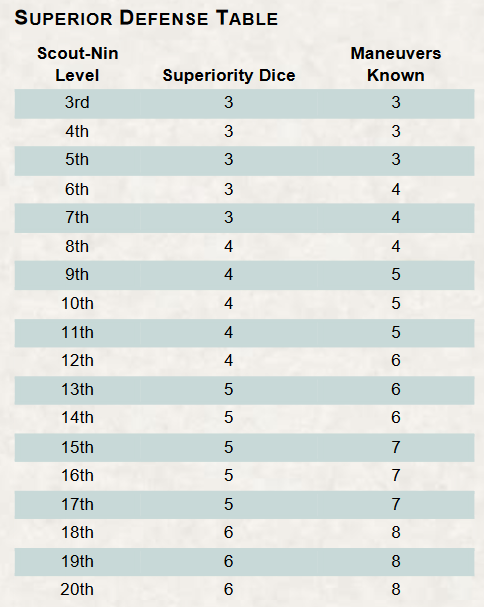 SUPERIOR DEFENSE TABLE
Scout-Nin Level Superiority Dice Maneuvers Known
3rd 3 3
4th 3 3
5th 3 3
6th 3 4
7th 3 4
8th 4 4
9th 4 5
10th 4 5
11th 4 5
12th 4 6
13th 5 6
14th 5 6
15th 5 7
16th 5 7
17th 5 7
18th 6 8
19th 6 8
20th 6 8